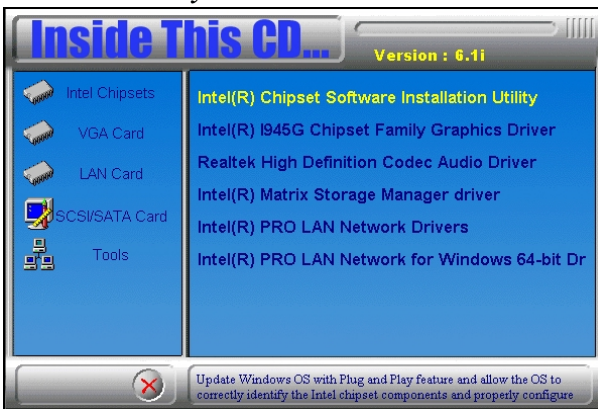 Inside This CD...
Version : 6.1i
Intel Chipsets
VGA Card
LAN Card
SCSI/SATA Card
Tools
Intel(R) Chipset Software Installation Utility
Intel(R) I945G Chipset Family Graphics Driver
Realtek High Definition Codec Audio Driver
Intel(R) Matrix Storage Manager driver
Intel(R) PRO LAN Network Drivers
Intel(R) PRO LAN Network for Windows 64-bit Dr
Update Windows OS with Plug and Play feature and allow the OS to
correctly identify the Intel chipset components and properly configure